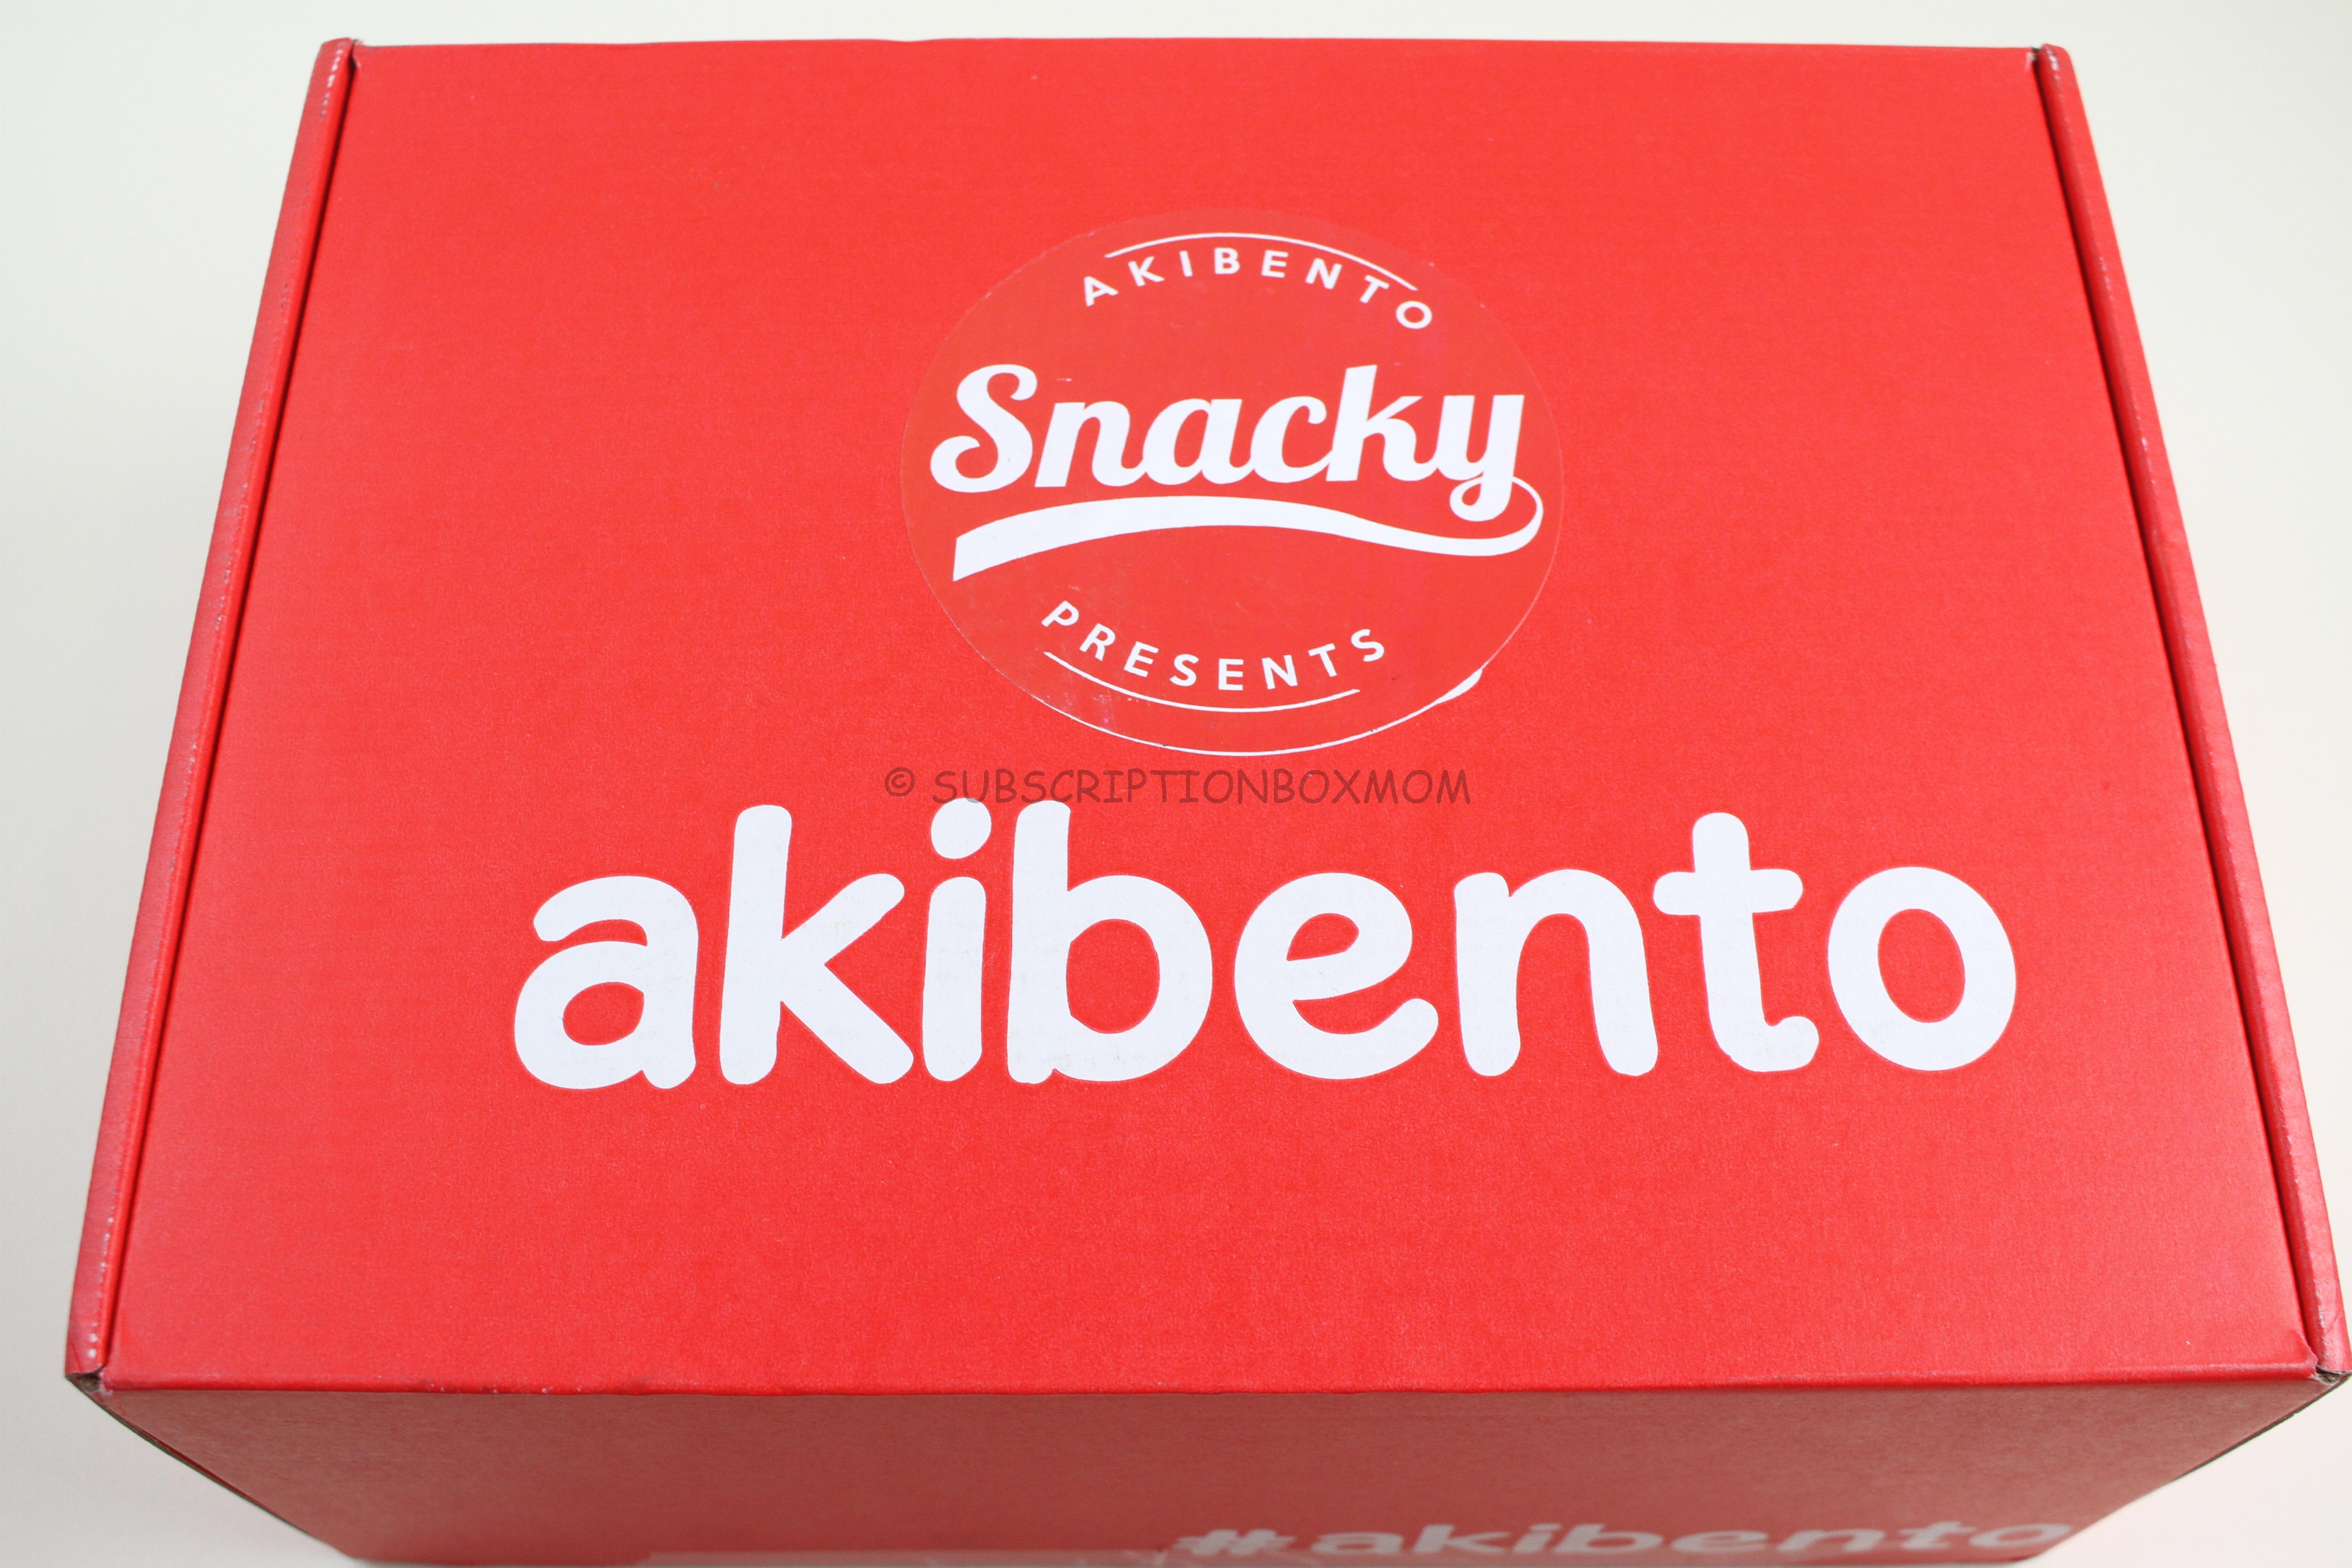 AKIBENTO
Snacky
PRESENTS
© SUBSCRIPTIONBOXMOM
akibento
#akibento